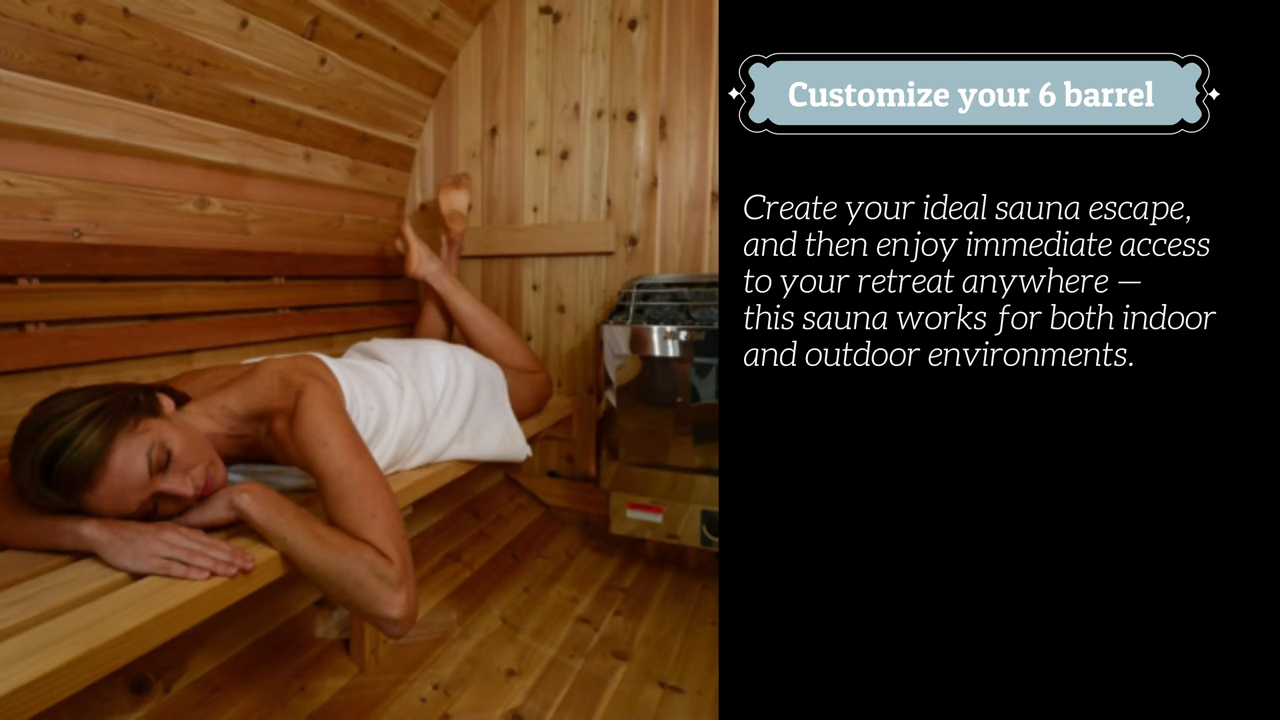 Customize your 6 barrel
Create your ideal sauna escape,
and then enjoy immediate access
to your retreat anywhere —
this sauna works for both indoor
and outdoor environments.